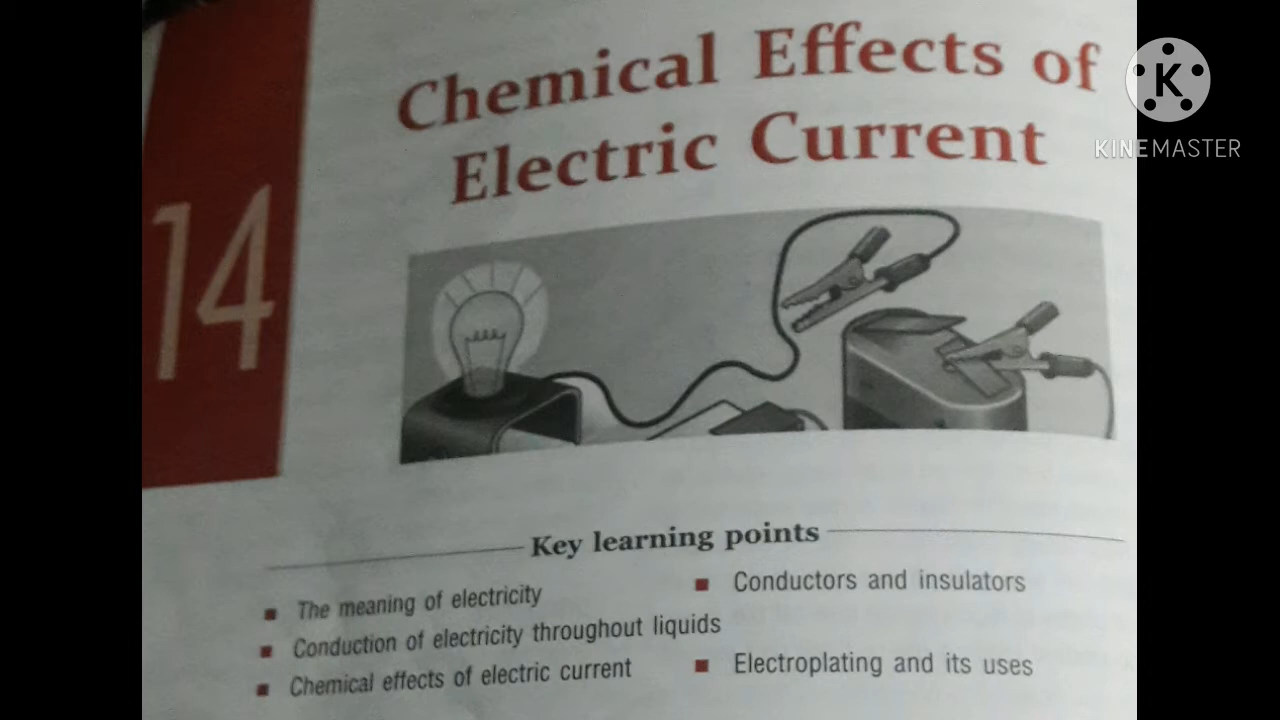 Chemical Effects of
Electric Current
14
K
KINEMASTER
Key learning points
The meaning of electricity
Conductors and insulators
Conduction of electricity throughout liquids
Chemical effects of electric current
Electroplating and its uses